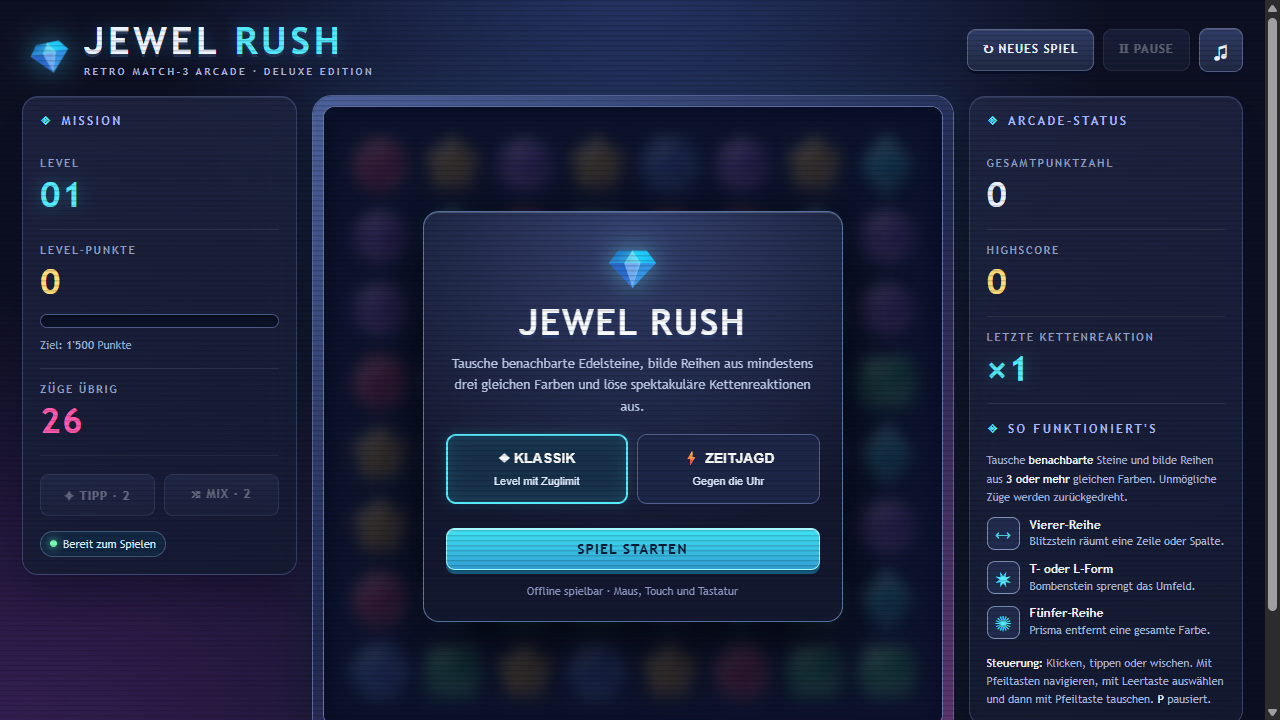 JEWEL RUSH
RETRO MATCH-3 ARCADE · DELUXE EDITION
↻ NEUES SPIEL
⏸ PAUSE
♫
◈ MISSION
LEVEL
01
LEVEL-PUNKTE
0
Ziel: 1'500 Punkte
ZÜGE ÜBRIG
26
✦ TIPP · 2
⤮ MIX · 2
Bereit zum Spielen
JEWEL RUSH
Tausche benachbarte Edelsteine, bilde Reihen aus mindestens
drei gleichen Farben und löse spektakuläre Kettenreaktionen
aus.
◆ KLASSIK
Level mit Zuglimit
⚡ ZEITJAGD
Gegen die Uhr
SPIEL STARTEN
Offline spielbar · Maus, Touch und Tastatur
◈ ARCADE-STATUS
GESAMTPUNKTZAHL
0
HIGHSCORE
0
LETZTE KETTENREAKTION
×1
◈ SO FUNKTIONIERT'S
Tausche benachbarte Steine und bilde Reihen
aus 3 oder mehr gleichen Farben. Unmögliche
Züge werden zurückgedreht.
↔ Vierer-Reihe
Blitzstein räumt eine Zeile oder Spalte.
✷ T- oder L-Form
Bombenstein sprengt das Umfeld.
✺ Fünfer-Reihe
Prisma entfernt eine gesamte Farbe.
Steuerung: Klicken, tippen oder wischen. Mit
Pfeiltasten navigieren, mit Leertaste auswählen
und dann mit Pfeiltaste tauschen. P pausiert.